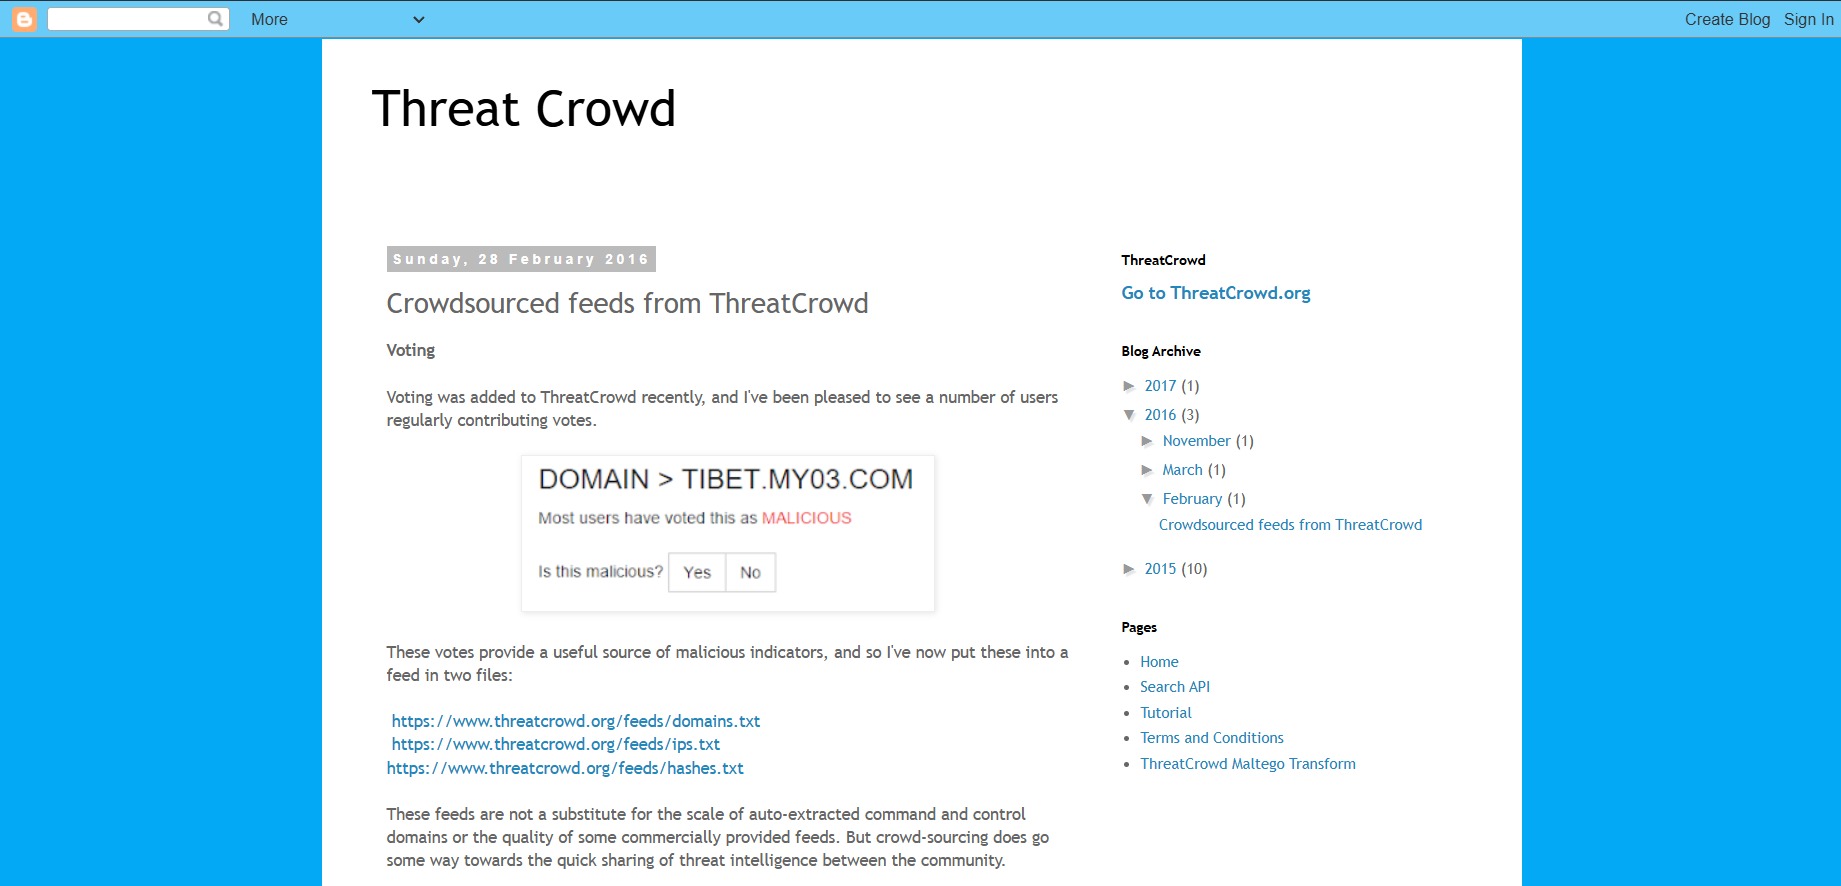 More
Create Blog Sign In
Threat Crowd
Sunday, 28 February 2016
Crowdsourced feeds from ThreatCrowd
Voting
Voting was added to ThreatCrowd recently, and I've been pleased to see a number of users
regularly contributing votes.
DOMAIN > TIBET.MY03.COM
Most users have voted this as MALICIOUS
Is this malicious? Yes No
These votes provide a useful source of malicious indicators, and so I've now put these into a
feed in two files:
https://www.threatcrowd.org/feeds/domains.txt
https://www.threatcrowd.org/feeds/ips.txt
https://www.threatcrowd.org/feeds/hashes.txt
These feeds are not a substitute for the scale of auto-extracted command and control
domains or the quality of some commercially provided feeds. But crowd-sourcing does go
some way towards the quick sharing of threat intelligence between the community.
ThreatCrowd
Go to ThreatCrowd.org
Blog Archive
► 2017 (1)
▼ 2016 (3)
► November (1)
► March (1)
▼ February (1)
Crowdsourced feeds from ThreatCrowd
► 2015 (10)
Pages
• Home
• Search API
• Tutorial
• Terms and Conditions
• ThreatCrowd Maltego Transform